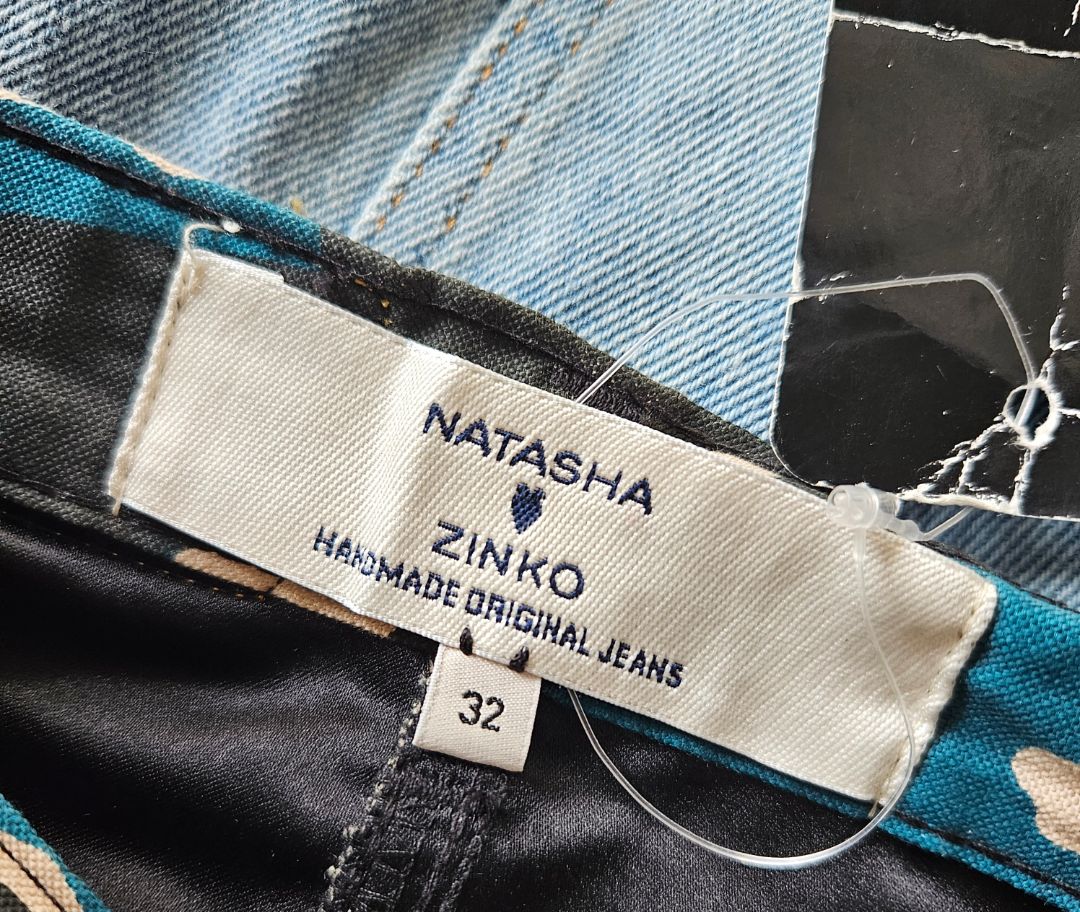 NATASHA
ZINKO
HANDMADE ORIGINAL JEANS
32